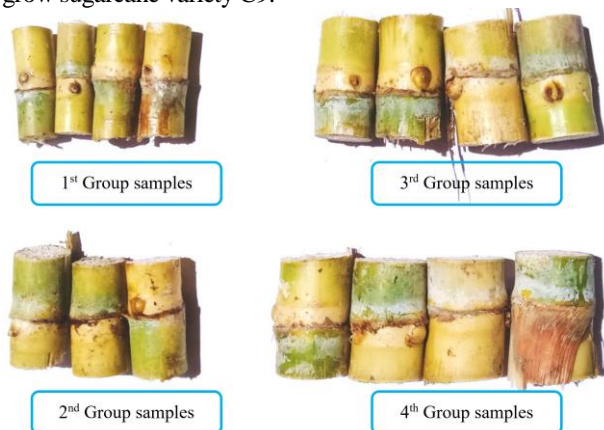 grow sugarcane variety C9.
1st Group samples
3rd Group samples
2nd Group samples
4th Group samples